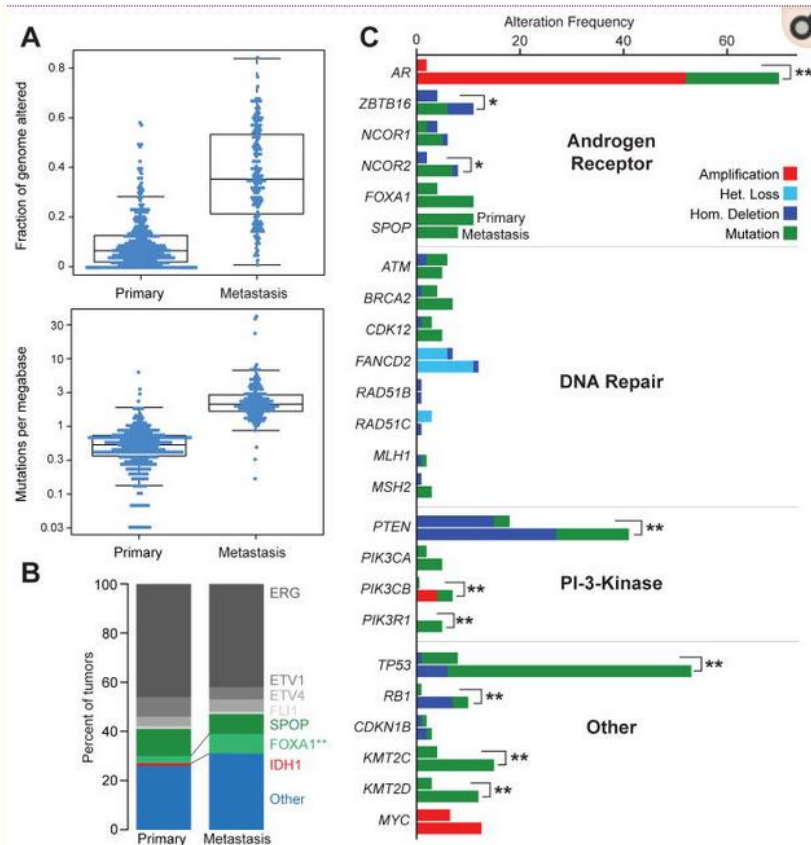 A
Fraction of genome altered
0.8
0.6
0.4
0.2
0
Primary
Metastasis
Mutations per megabase
30
10
3
1
0.3
0.1
0.03
Primary
Metastasis
B
Percent of tumors
100
80
60
40
20
0
ERG
ETV1
ETV4
FLI1
SPOP
FOXA1**
IDH1
Other
Primary
Metastasis
C
Alteration Frequency
0 20 40 60
AR **
ZBTB16 *
NCOR1
Androgen
Receptor
NCOR2 *
FOXA1
SPOP
Primary
Metastasis
Amplification
Het. Loss
Hom. Deletion
Mutation
ATM
BRCA2
CDK12
FANCD2
DNA Repair
RAD51B
RAD51C
MLH1
MSH2
PTEN **
PIK3CA
PIK3CB **
PI-3-Kinase
PIK3R1 **
TP53 **
RB1 **
CDKN1B
Other
KMT2C **
KMT2D **
MYC